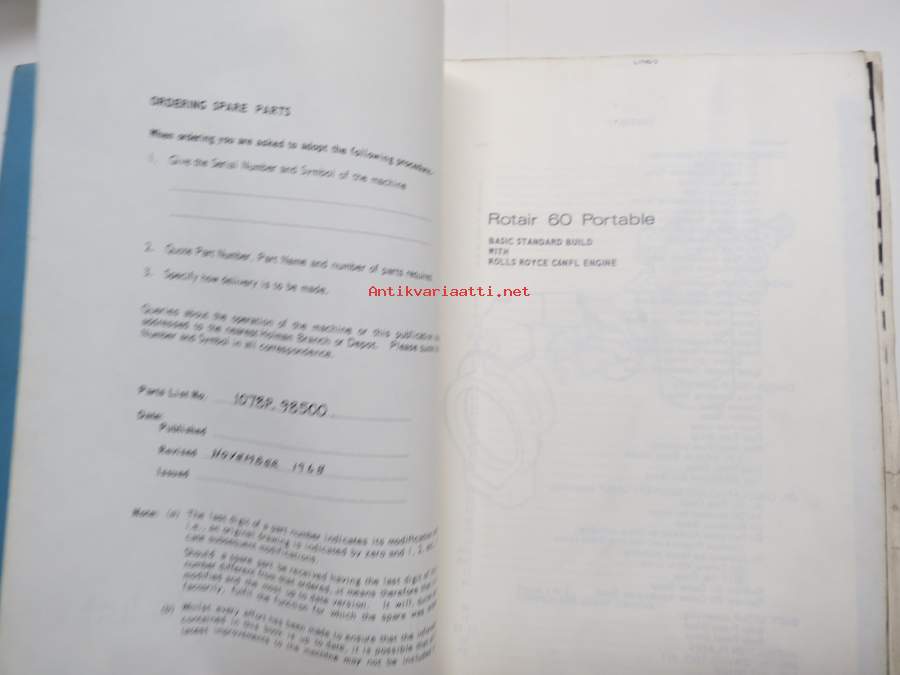 ORDERING SPARE PARTS
When ordering you are asked to adopt the following procedure.
1. Give the Serial Number and Symbol of the machine
2. Quote Part Number, Part Name and number of parts required
3. Specify how delivery is to be made.
Queries about the operation of the machine or this publication
addressed to the nearest Holman Branch or Depot. Please
Number and Symbol in all correspondence.
Parts List No. 1078P.98500
Date:
Published
Revised NOVEMBER 1968
Issued
Note: (a) The last digit of a part number indicates its modification
i.e., an original drawing is indicated by zero and 1, 2,
case subsequent modifications.
Should a spare part be received having the last digit of
number different from that ordered, it means therefore that
modified and the most up to date version. It will,
factorily, fulfil the function for which the spare was
(b) Whilst every effort has been made to ensure that the
contained in this book is up to date, it is possible that
latest improvements to the machine may not be included
Rotair 60 Portable
BASIC STANDARD BUILD
WITH
ROLLS ROYCE C6NFL ENGINE
Antikvariaatti.net